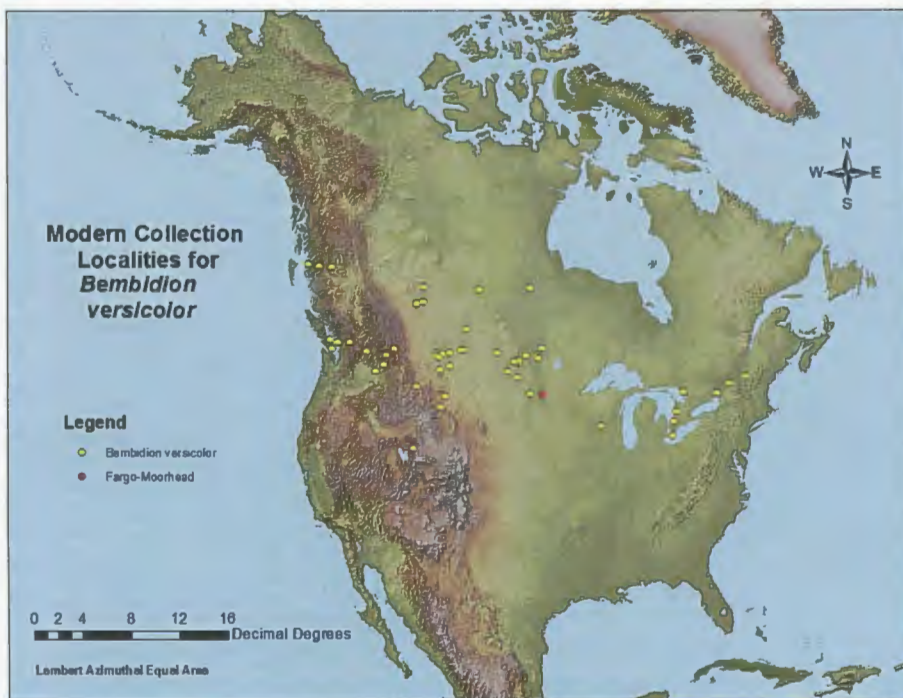 Modern Collection
Localities for
Bembidion
versicolor
N
W E
S
Legend
Bembidion versicolor
Fargo-Moorhead
0 2 4 8 12 16
Decimal Degrees
Lambert Azimuthal Equal Area